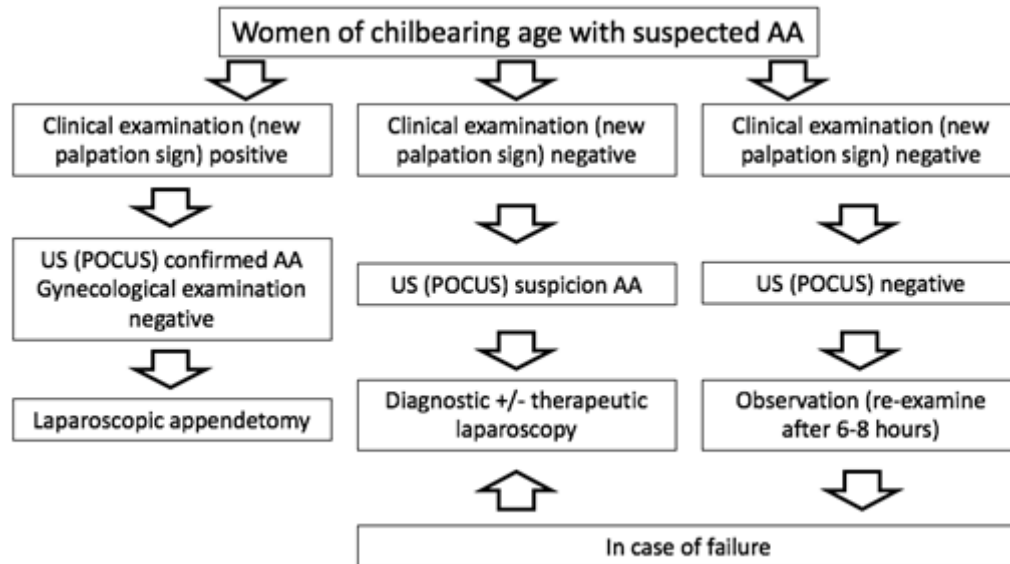 Women of chilbearing age with suspected AA
Clinical examination (new
palpation sign) positive
Clinical examination (new
palpation sign) negative
Clinical examination (new
palpation sign) negative
US (POCUS) confirmed AA
Gynecological examination
negative
US (POCUS) suspicion AA
US (POCUS) negative
Laparoscopic appendetomy
Diagnostic +/- therapeutic
laparoscopy
Observation (re-examine
after 6-8 hours)
In case of failure